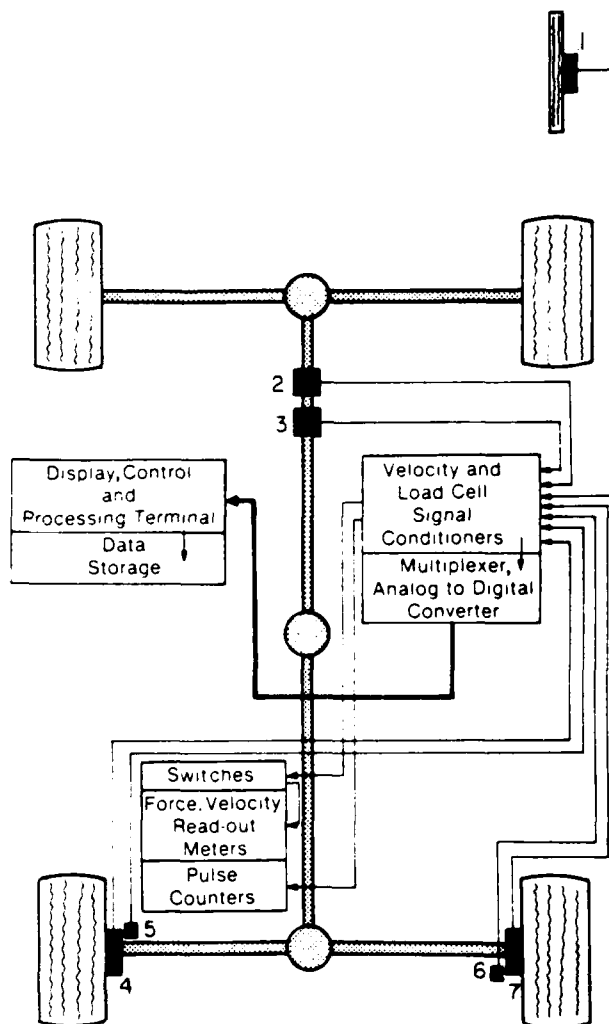 1
2
3
Display, Control
and
Processing Terminal
Data
Storage
Velocity and
Load Cell
Signal
Conditioners
Multiplexer,
Analog to Digital
Converter
Switches
Force, Velocity
Read-out
Meters
Pulse
Counters
5
4
6
7